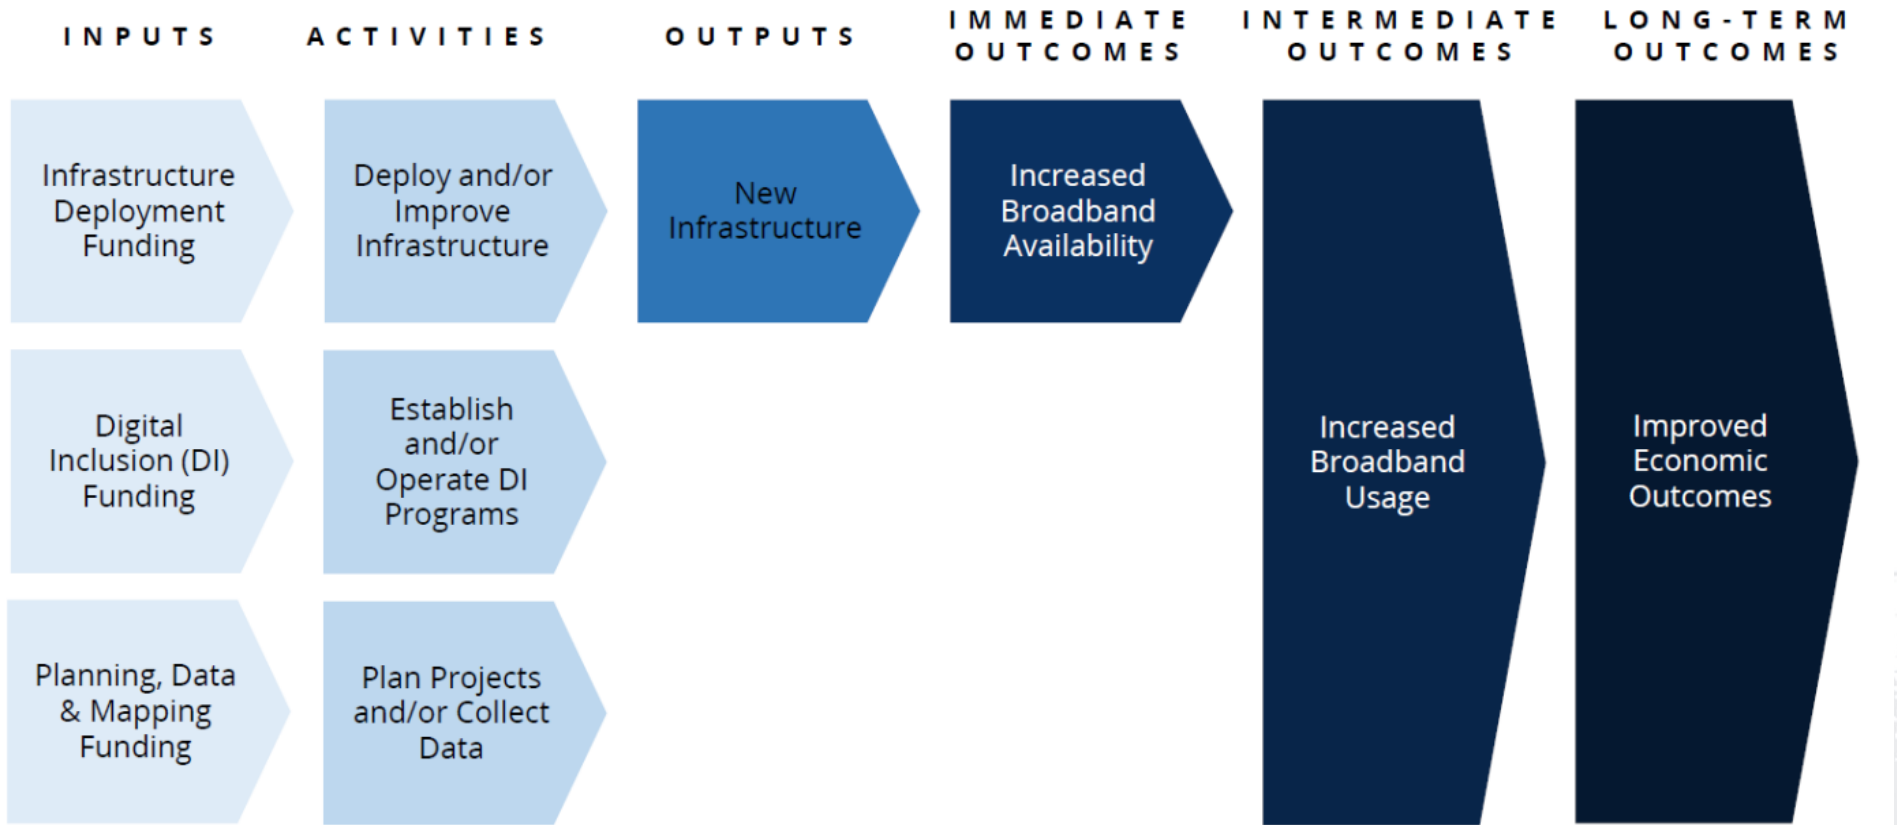 INPUTS
ACTIVITIES
OUTPUTS
IMMEDIATE
OUTCOMES
INTERMEDIATE
OUTCOMES
LONG-TERM
OUTCOMES
Infrastructure
Deployment
Funding
Deploy and/or
Improve
Infrastructure
New
Infrastructure
Increased
Broadband
Availability
Digital
Inclusion (DI)
Funding
Establish
and/or
Operate DI
Programs
Planning, Data
& Mapping
Funding
Plan Projects
and/or Collect
Data
Increased
Broadband
Usage
Improved
Economic
Outcomes